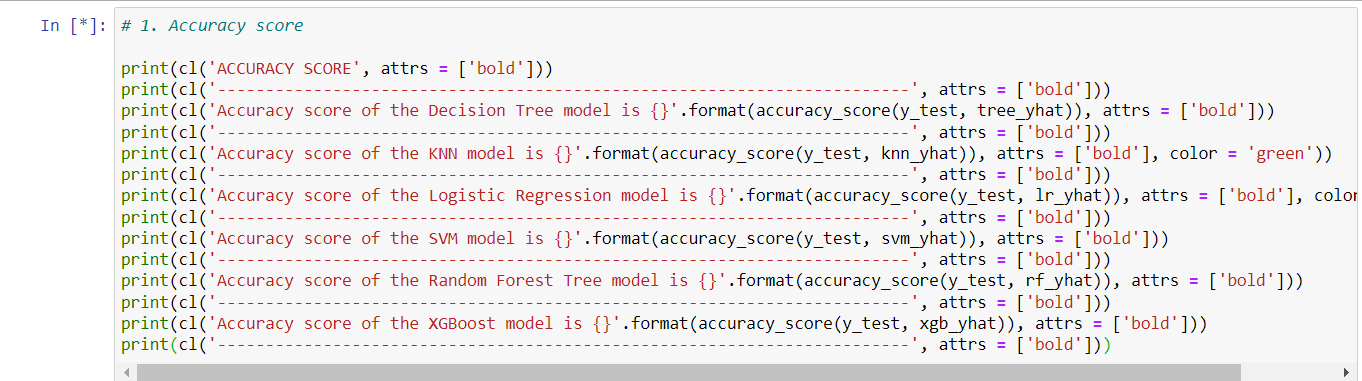 In [*]: # 1. Accuracy score
print(cl('ACCURACY SCORE', attrs = ['bold']))
print(cl('------------------------------------------------------------------------', attrs = ['bold']))
print(cl('Accuracy score of the Decision Tree model is {}'.format(accuracy_score(y_test, tree_yhat)), attrs = ['bold']))
print(cl('------------------------------------------------------------------------', attrs = ['bold']))
print(cl('Accuracy score of the KNN model is {}'.format(accuracy_score(y_test, knn_yhat)), attrs = ['bold'], color = 'green'))
print(cl('------------------------------------------------------------------------', attrs = ['bold']))
print(cl('Accuracy score of the Logistic Regression model is {}'.format(accuracy_score(y_test, lr_yhat)), attrs = ['bold'], color
print(cl('------------------------------------------------------------------------', attrs = ['bold']))
print(cl('Accuracy score of the SVM model is {}'.format(accuracy_score(y_test, svm_yhat)), attrs = ['bold']))
print(cl('------------------------------------------------------------------------', attrs = ['bold']))
print(cl('Accuracy score of the Random Forest Tree model is {}'.format(accuracy_score(y_test, rf_yhat)), attrs = ['bold']))
print(cl('------------------------------------------------------------------------', attrs = ['bold']))
print(cl('Accuracy score of the XGBoost model is {}'.format(accuracy_score(y_test, xgb_yhat)), attrs = ['bold']))
print(cl('------------------------------------------------------------------------', attrs = ['bold']))